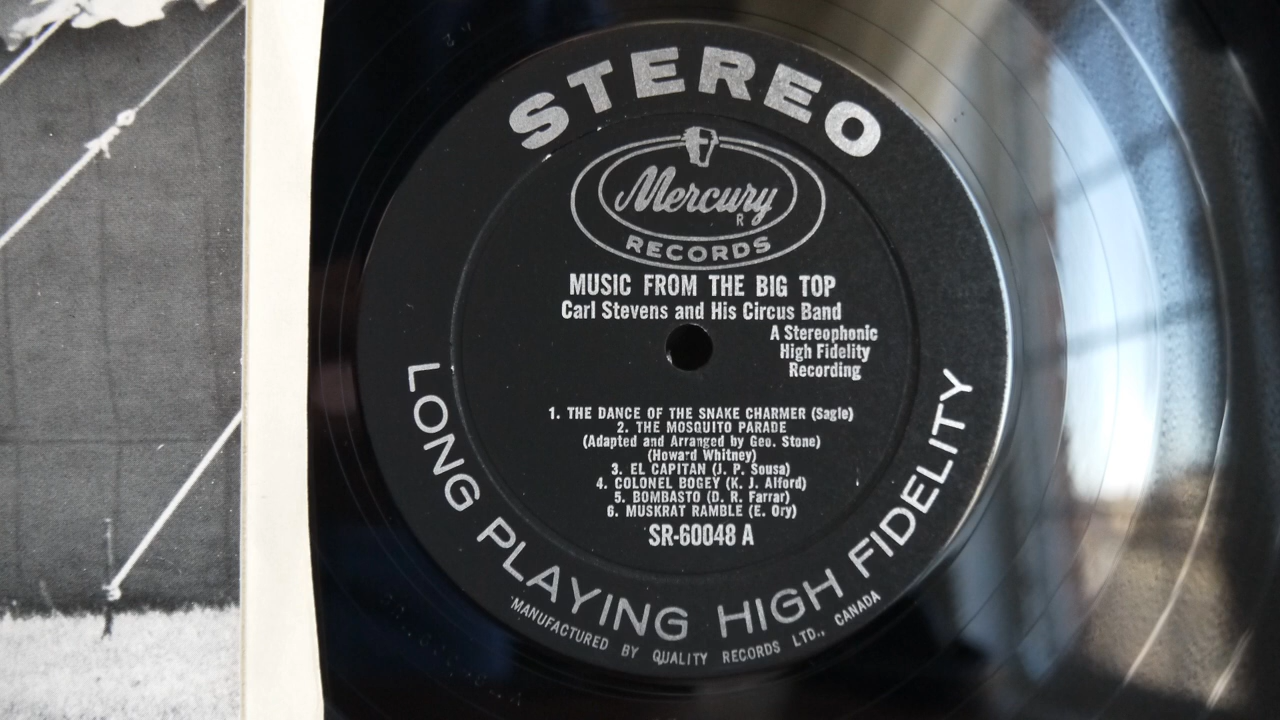 STEREO
Mercury
R
RECORDS
MUSIC FROM THE BIG TOP
Carl Stevens and His Circus Band
A Stereophonic
High Fidelity
Recording
1. THE DANCE OF THE SNAKE CHARMER (Sagle)
2. THE MOSQUITO PARADE
(Adapted and Arranged by Geo. Stone)
(Howard Whitney)
3. EL CAPITAN (J. P. Sousa)
4. COLONEL BOGEY (K. J. Alford)
5. BOMBASTO (D. R. Farrar)
6. MUSKRAT RAMBLE (E. Ory)
SR-60048 A
LONG PLAYING HIGH FIDELITY
MANUFACTURED BY QUALITY RECORDS LTD., CANADA